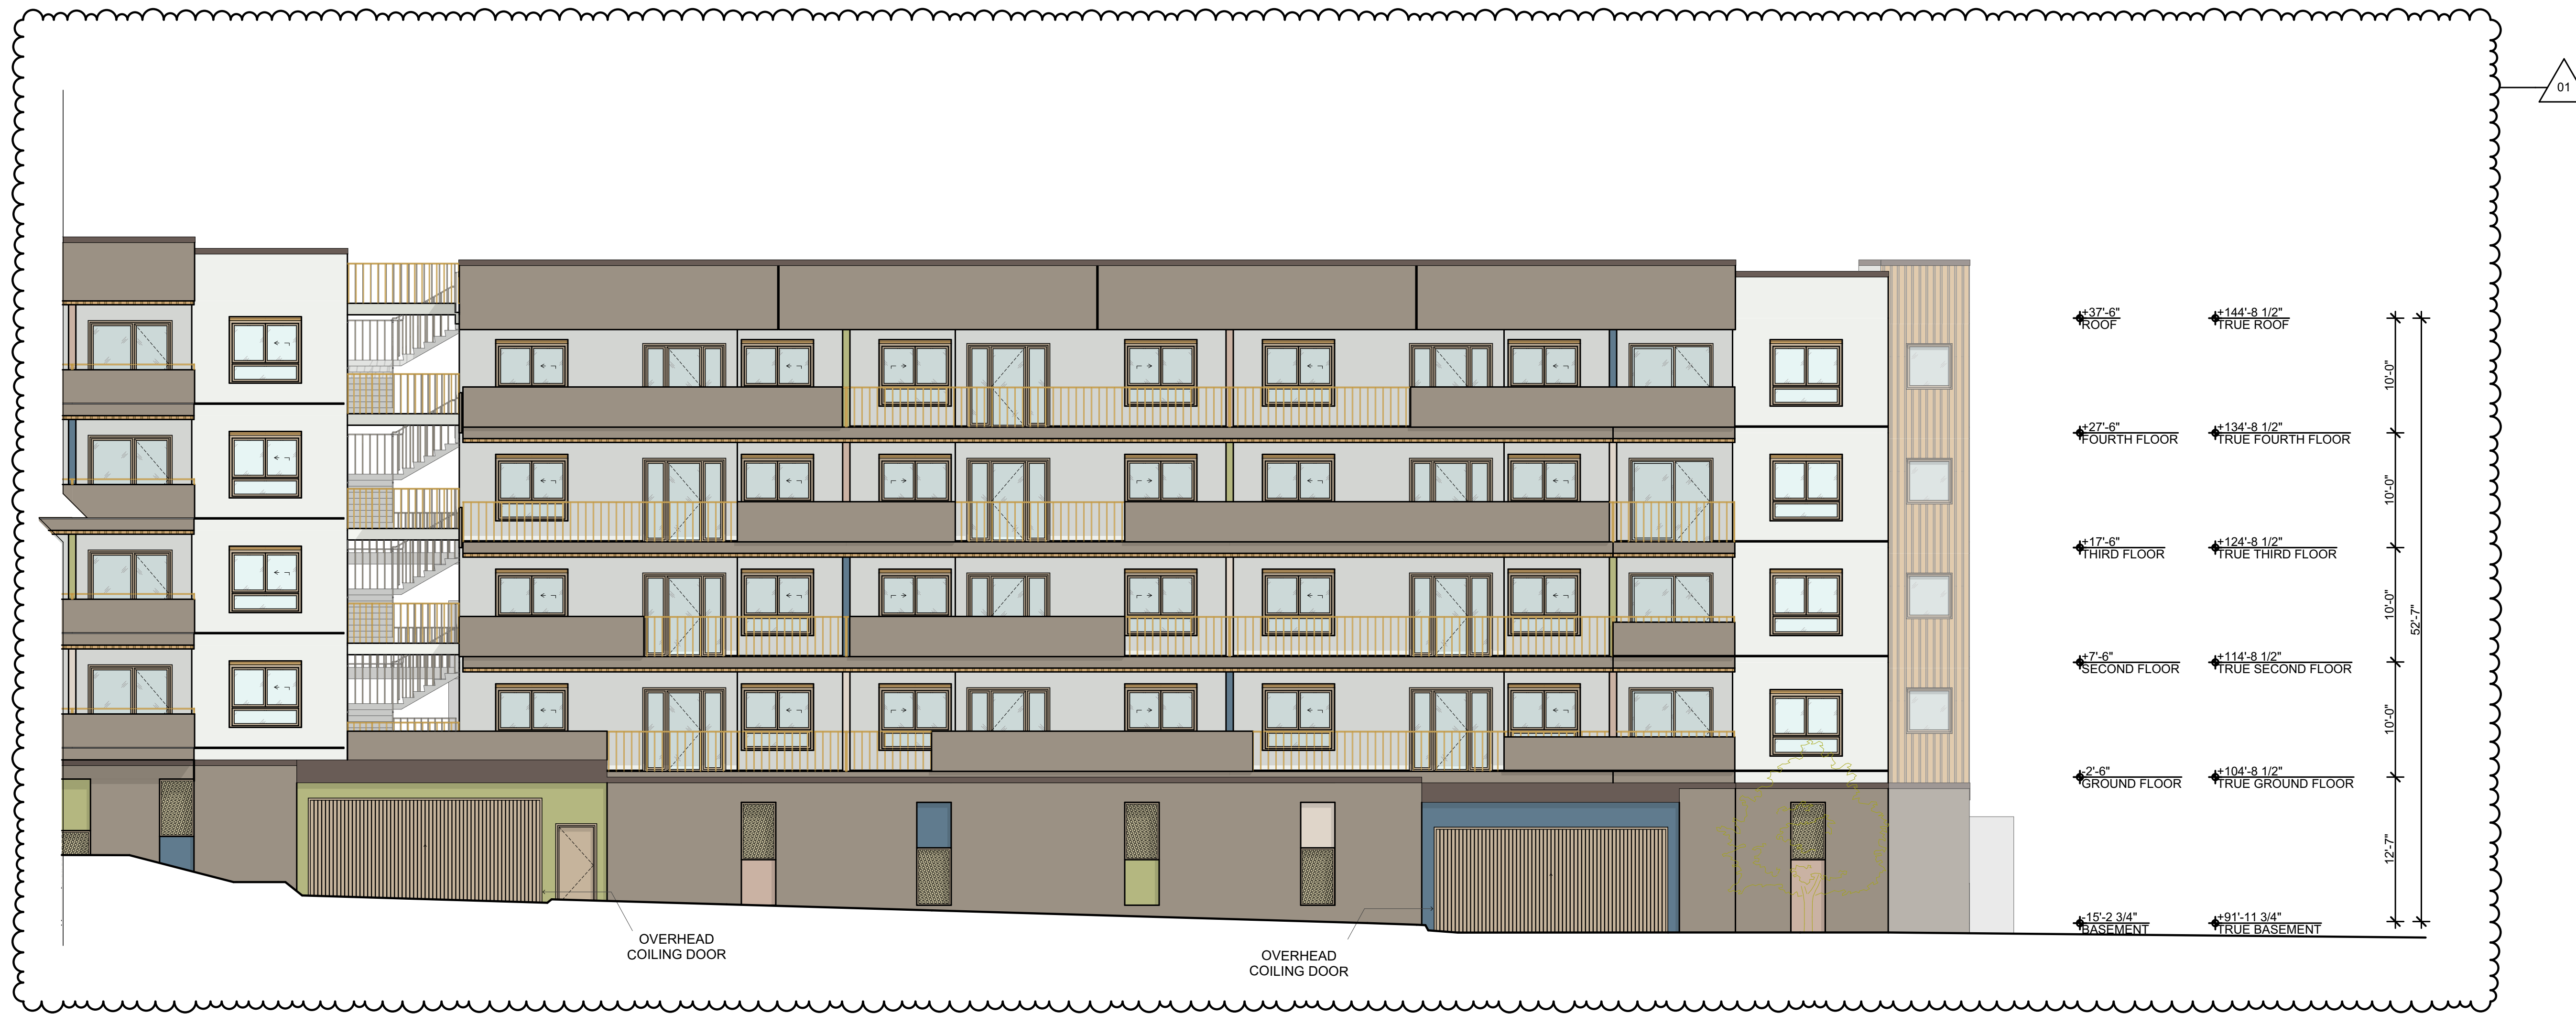 01
+37'-6"
ROOF
+144'-8 1/2"
TRUE ROOF
10'-0"
+27'-6"
FOURTH FLOOR
+134'-8 1/2"
TRUE FOURTH FLOOR
10'-0"
+17'-6"
THIRD FLOOR
+124'-8 1/2"
TRUE THIRD FLOOR
10'-0"
52'-7"
+7'-6"
SECOND FLOOR
+114'-8 1/2"
TRUE SECOND FLOOR
10'-0"
-2'-6"
GROUND FLOOR
+104'-8 1/2"
TRUE GROUND FLOOR
12'-7"
-15'-2 3/4"
BASEMENT
+91'-11 3/4"
TRUE BASEMENT
OVERHEAD
COILING DOOR
OVERHEAD
COILING DOOR